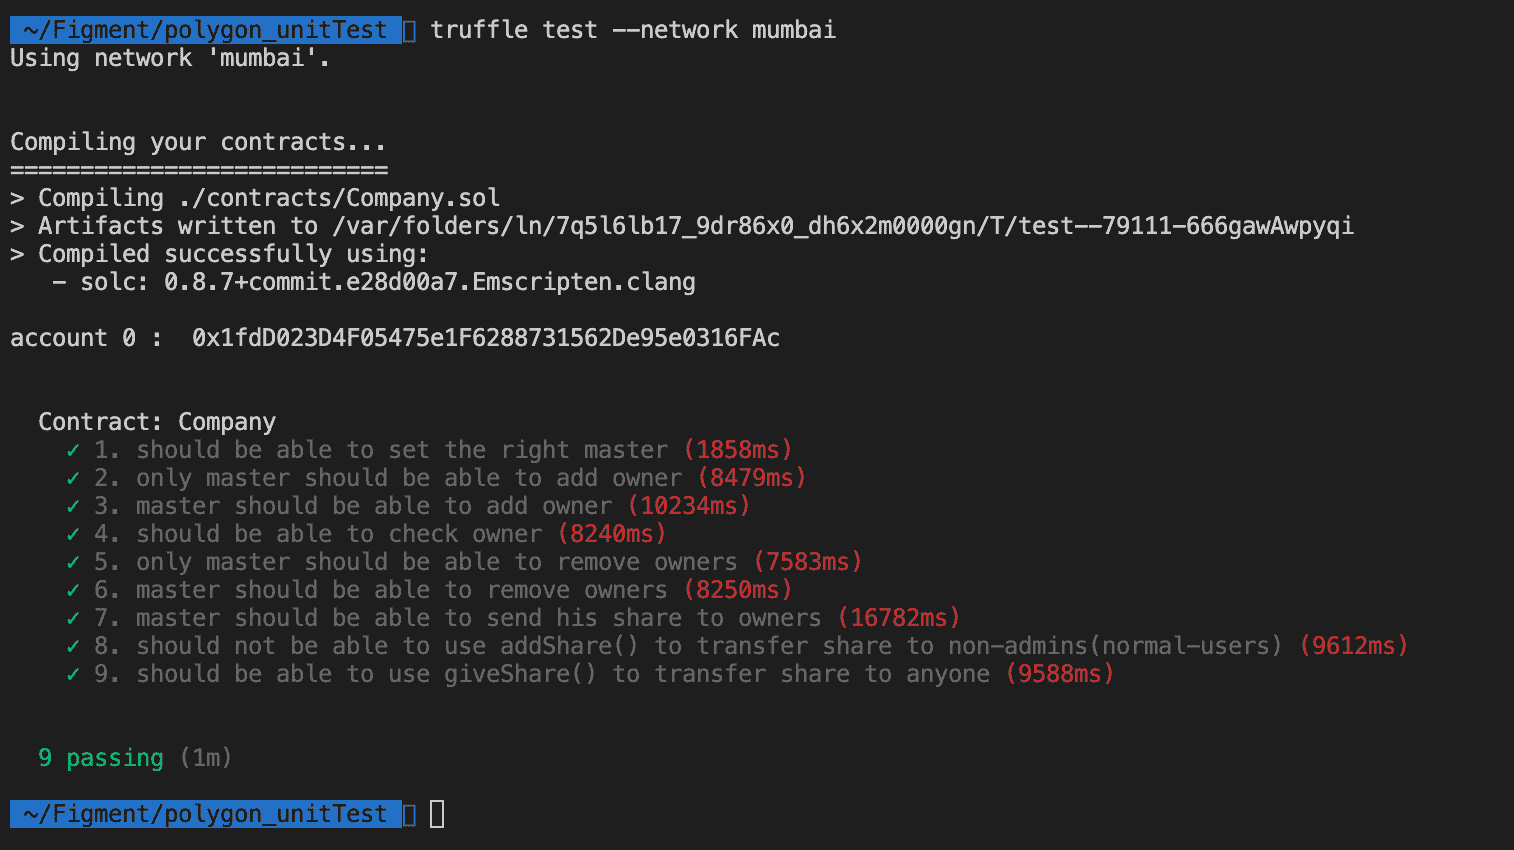 ~/Figment/polygon_unitTest truffle test --network mumbai
Using network 'mumbai'.
Compiling your contracts...
===========================
> Compiling ./contracts/Company.sol
> Artifacts written to /var/folders/ln/7q5l6lb17_9dr86x0_dh6x2m0000gn/T/test--79111-666gawAwpyqi
> Compiled successfully using:
- solc: 0.8.7+commit.e28d00a7.Emscripten.clang
account 0 :  0x1fdD023D4F05475e1F6288731562De95e0316FAc
Contract: Company
✓ 1. should be able to set the right master (1858ms)
✓ 2. only master should be able to add owner (8479ms)
✓ 3. master should be able to add owner (10234ms)
✓ 4. should be able to check owner (8240ms)
✓ 5. only master should be able to remove owners (7583ms)
✓ 6. master should be able to remove owners (8250ms)
✓ 7. master should be able to send his share to owners (16782ms)
✓ 8. should not be able to use addShare() to transfer share to non-admins(normal-users) (9612ms)
✓ 9. should be able to use giveShare() to transfer share to anyone (9588ms)
9 passing (1m)
~/Figment/polygon_unitTest